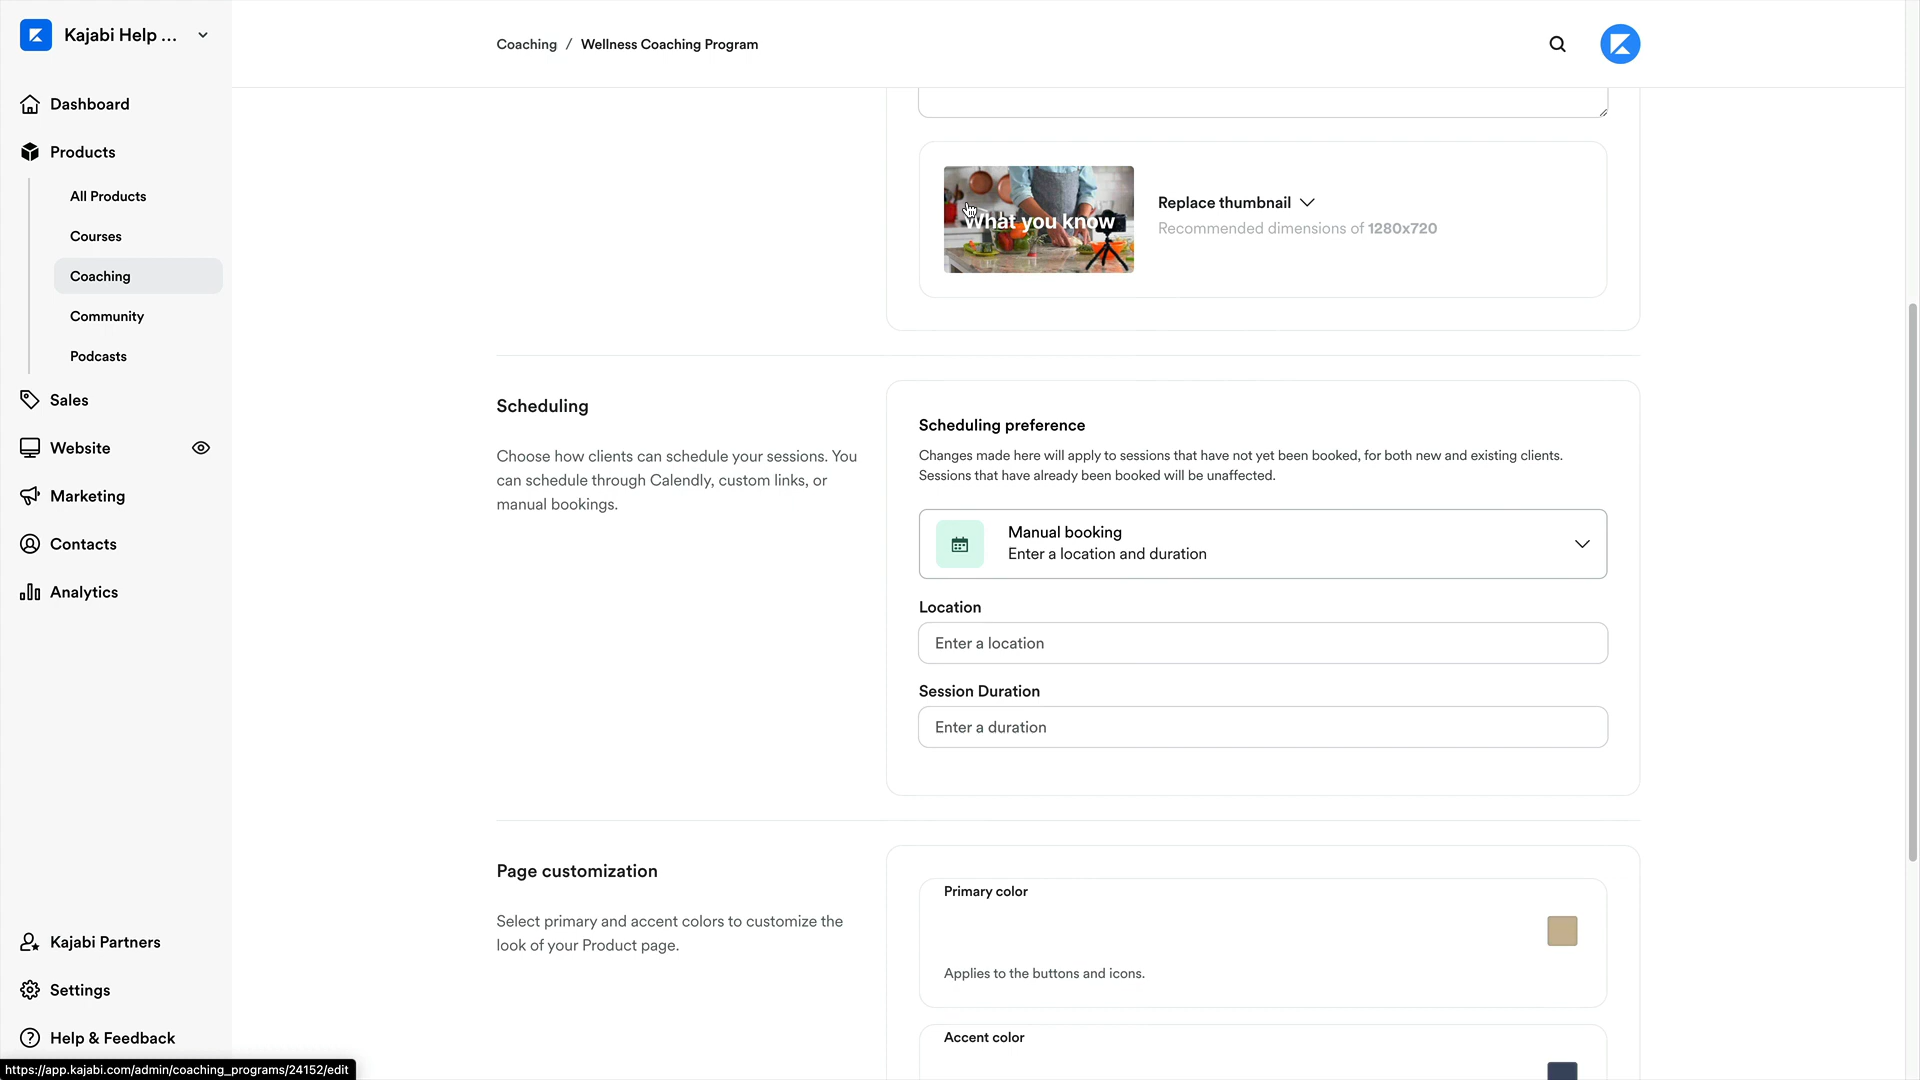 Kajabi Help ...
Coaching / Wellness Coaching Program
Dashboard
Products
All Products
Courses
Coaching
Community
Podcasts
Sales
Website
Marketing
Contacts
Analytics
Kajabi Partners
Settings
Help & Feedback
https://app.kajabi.com/admin/coaching_programs/24152/edit
What you know
Replace thumbnail
Recommended dimensions of 1280x720
Scheduling
Choose how clients can schedule your sessions. You
can schedule through Calendly, custom links, or
manual bookings.
Scheduling preference
Changes made here will apply to sessions that have not yet been booked, for both new and existing clients.
Sessions that have already been booked will be unaffected.
Manual booking
Enter a location and duration
Location
Enter a location
Session Duration
Enter a duration
Page customization
Select primary and accent colors to customize the
look of your Product page.
Primary color
Applies to the buttons and icons.
Accent color